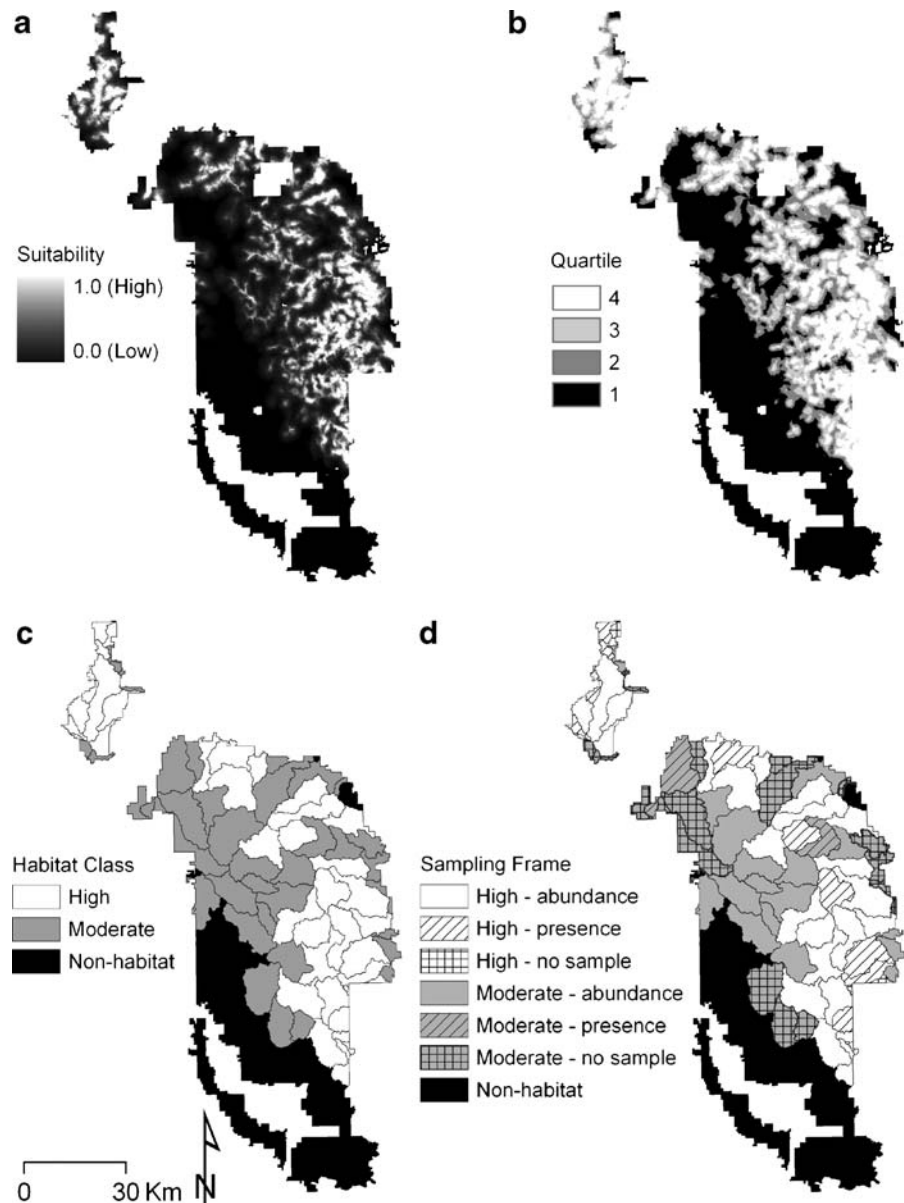 a
b
Suitability
1.0 (High)
0.0 (Low)
Quartile
4
3
2
1
c
d
Habitat Class
High
Moderate
Non-habitat
Sampling Frame
High - abundance
High - presence
High - no sample
Moderate - abundance
Moderate - presence
Moderate - no sample
Non-habitat
0 30 Km
N